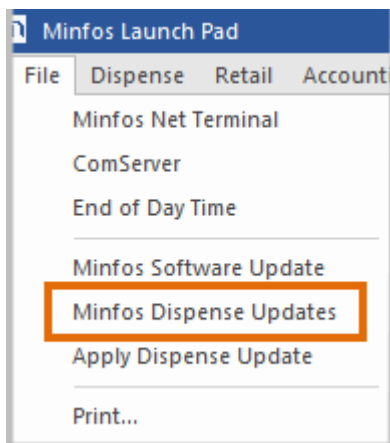 Minfos Launch Pad
File Dispense Retail
Minfos Net Terminal
ComServer
End of Day Time
Minfos Software Update
Minfos Dispense Updates
Apply Dispense Update
Print...